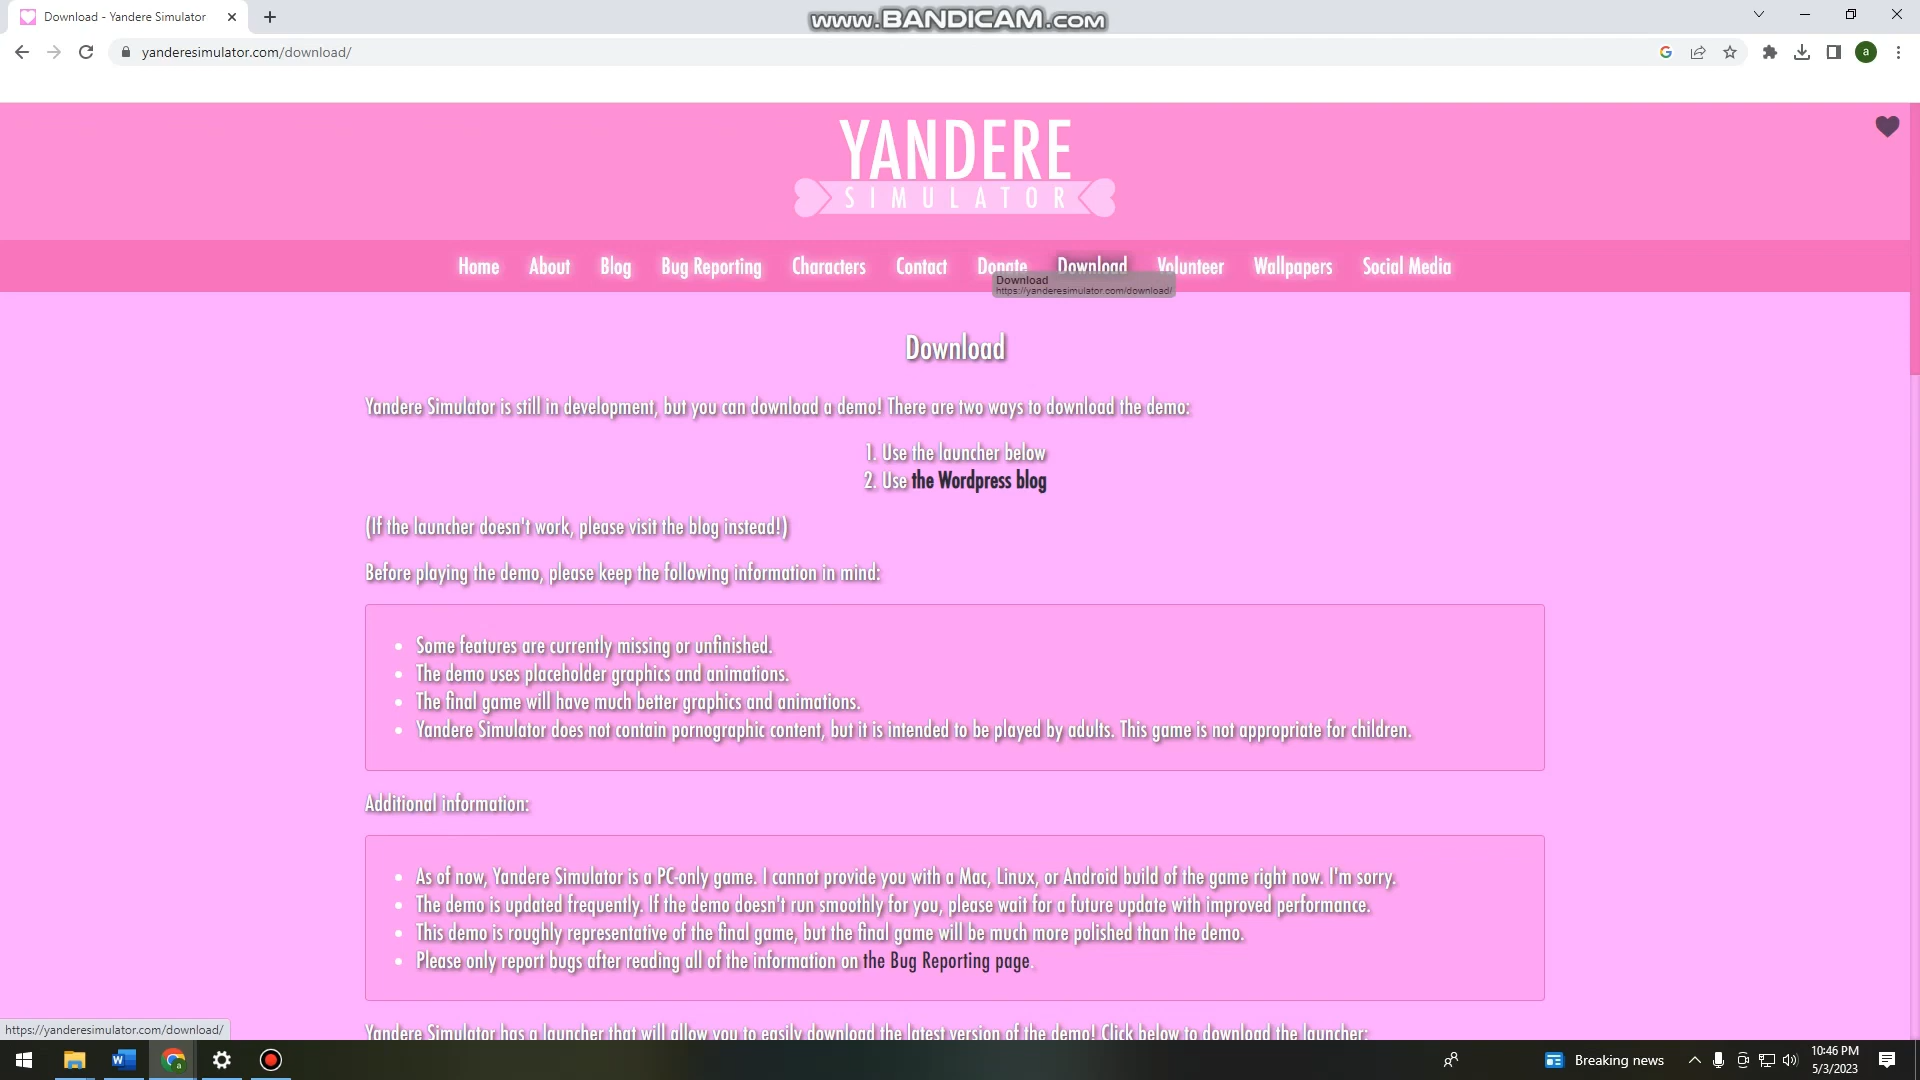 Download - Yandere Simulator
www.BANDICAM.com
yanderesimulator.com/download/
a
YANDERE
SIMULATOR
Home About Blog Bug Reporting Characters Contact Donate Download Volunteer Wallpapers Social Media
Download
https://yanderesimulator.com/download/
Download
Yandere Simulator is still in development, but you can download a demo! There are two ways to download the demo:
1. Use the launcher below
2. Use the Wordpress blog
(If the launcher doesn't work, please visit the blog instead!)
Before playing the demo, please keep the following information in mind:
• Some features are currently missing or unfinished.
• The demo uses placeholder graphics and animations.
• The final game will have much better graphics and animations.
• Yandere Simulator does not contain pornographic content, but it is intended to be played by adults. This game is not appropriate for children.
Additional information:
• As of now, Yandere Simulator is a PC-only game. I cannot provide you with a Mac, Linux, or Android build of the game right now. I'm sorry.
• The demo is updated frequently. If the demo doesn't run smoothly for you, please wait for a future update with improved performance.
• This demo is roughly representative of the final game, but the final game will be much more polished than the demo.
• Please only report bugs after reading all of the information on the Bug Reporting page.
Yandere Simulator has a launcher that will allow you to easily download the latest version of the demo! Click below to download the launcher:
https://yanderesimulator.com/download/
Breaking news
10:46 PM
5/3/2023